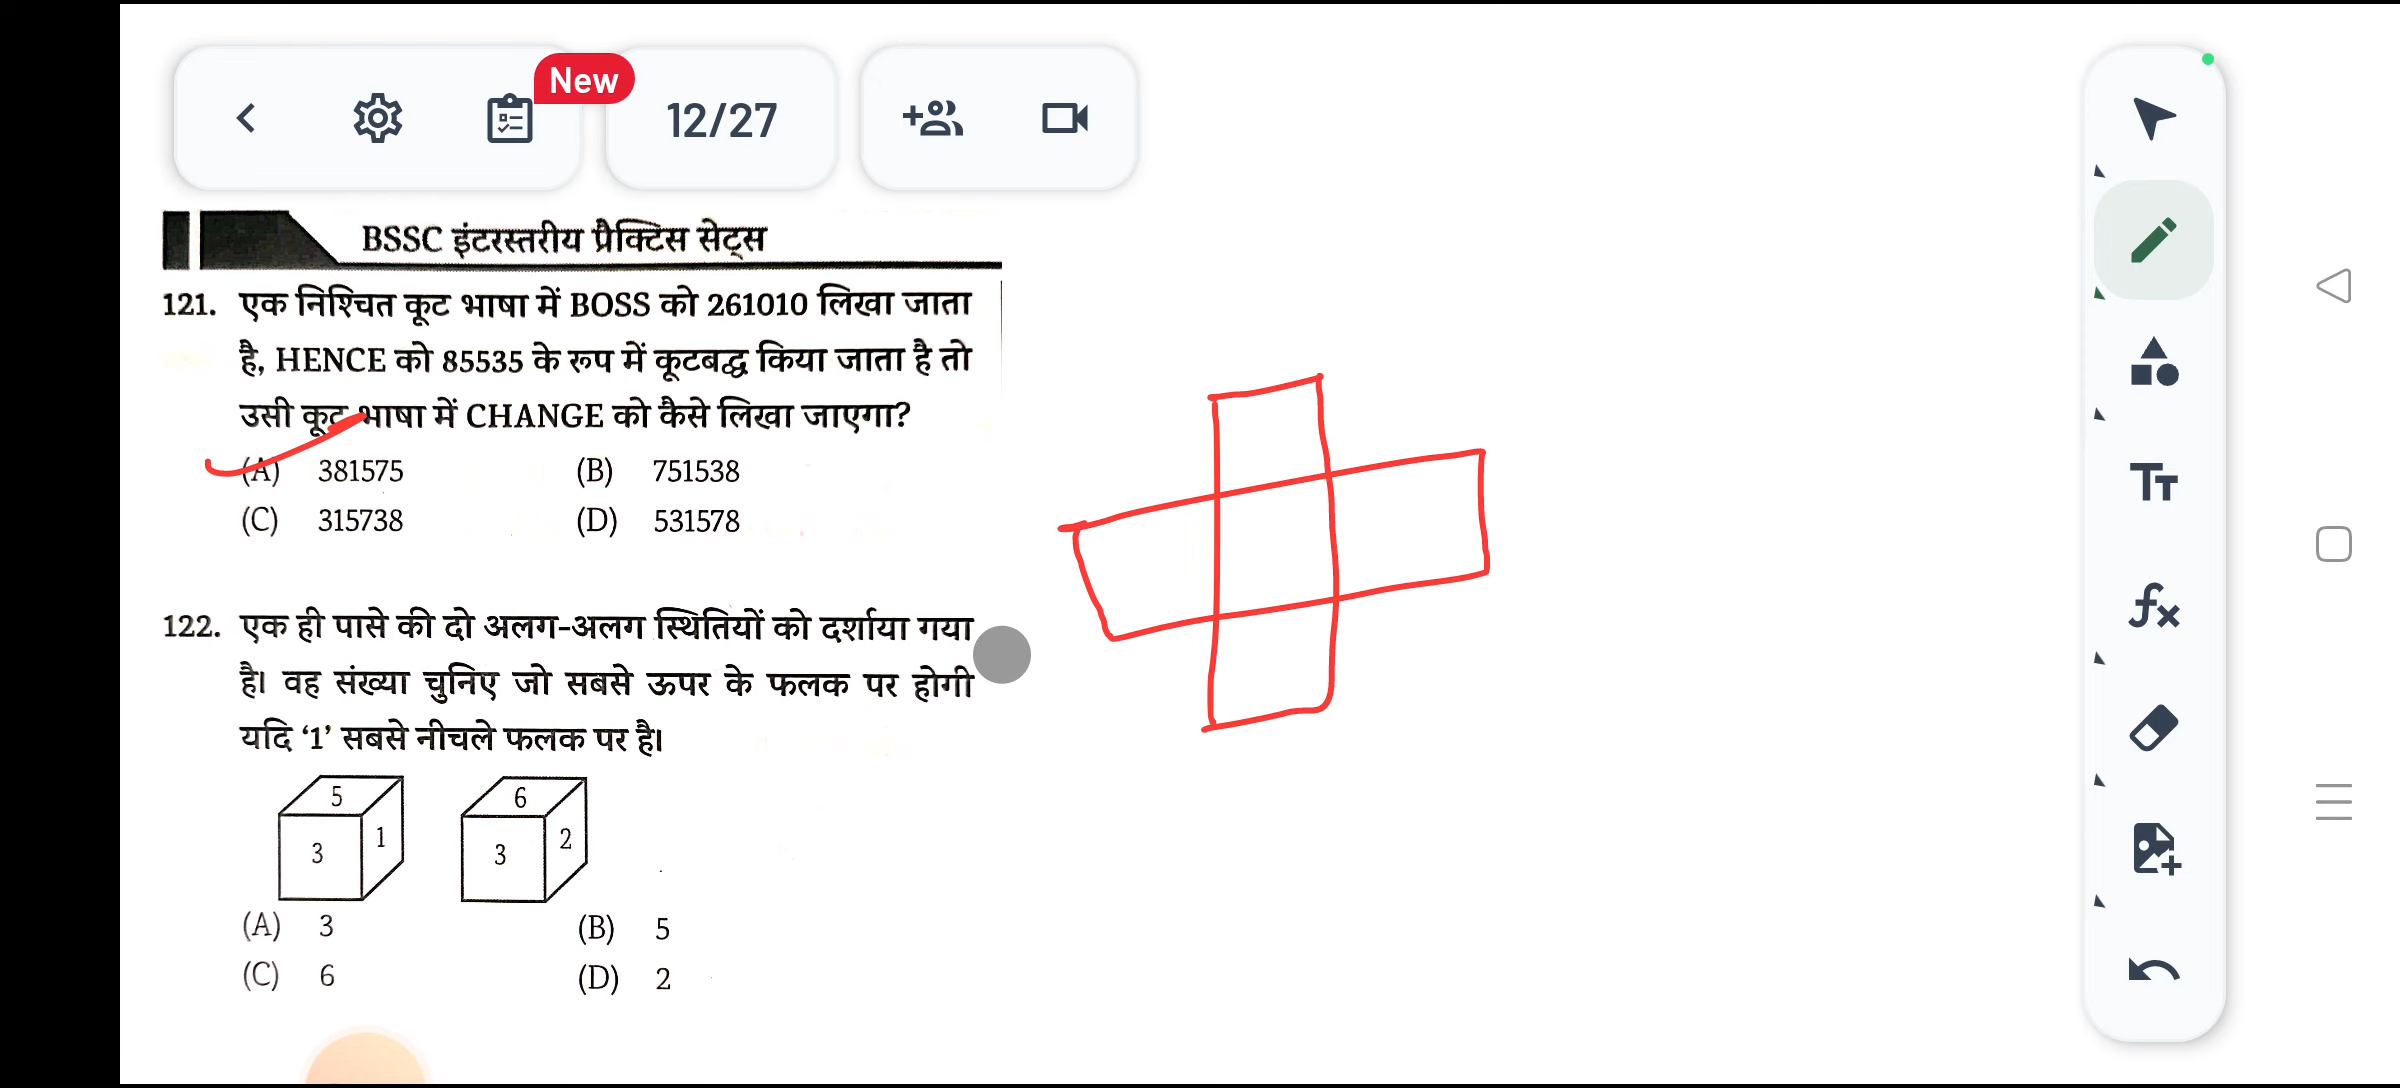 New
12/27
BSSC इंटरस्तरीय प्रैक्टिस सेट्स
121. एक निश्चित कूट भाषा में BOSS को 261010 लिखा जाता
है, HENCE को 85535 के रूप में कूटबद्ध किया जाता है तो
उसी कूट भाषा में CHANGE को कैसे लिखा जाएगा?
(A) 381575 (B) 751538
(C) 315738 (D) 531578
122. एक ही पासे की दो अलग-अलग स्थितियों को दर्शाया गया
है। वह संख्या चुनिए जो सबसे ऊपर के फलक पर होगी
यदि ‘1’ सबसे नीचले फलक पर है।
5 6
3 1 3 2
(A) 3 (B) 5
(C) 6 (D) 2